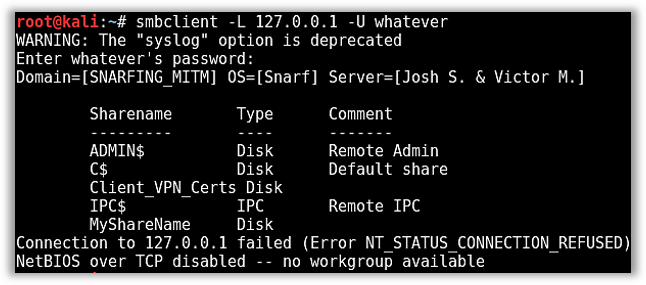 root@kali:~# smbclient -L 127.0.0.1 -U whatever
WARNING: The "syslog" option is deprecated
Enter whatever's password:
Domain=[SNARFING_MITM] OS=[Snarf] Server=[Josh S. & Victor M.]
Sharename Type Comment
--------- ---- -------
ADMIN$ Disk Remote Admin
C$ Disk Default share
Client_VPN_Certs Disk
IPC$ IPC Remote IPC
MyShareName Disk
Connection to 127.0.0.1 failed (Error NT_STATUS_CONNECTION_REFUSED)
NetBIOS over TCP disabled -- no workgroup available